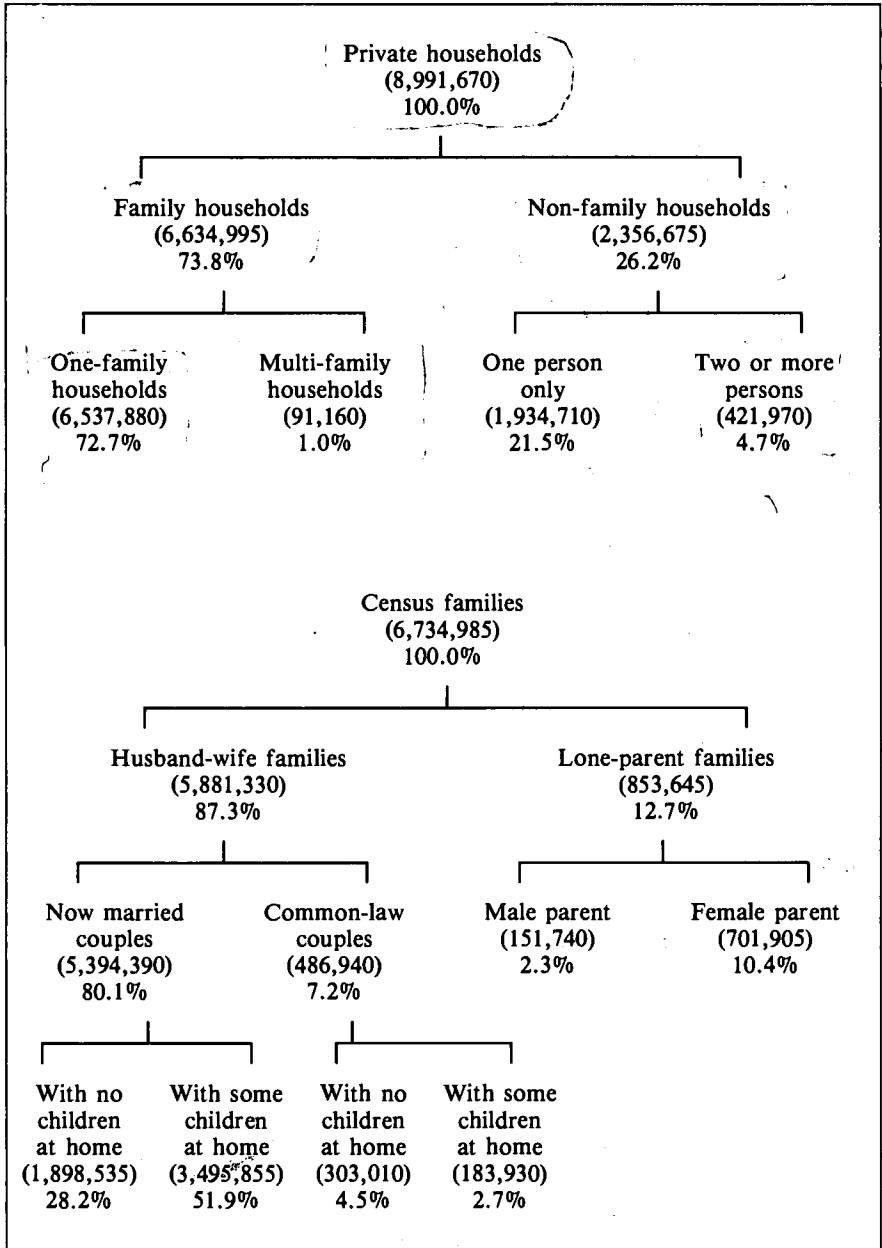 Private households
(8,991,670)
100.0%
Family households
(6,634,995)
73.8%
Non-family households
(2,356,675)
26.2%
One-family
households
(6,537,880)
72.7%
Multi-family
households
(91,160)
1.0%
One person
only
(1,934,710)
21.5%
Two or more
persons
(421,970)
4.7%
Census families
(6,734,985)
100.0%
Husband-wife families
(5,881,330)
87.3%
Lone-parent families
(853,645)
12.7%
Now married
couples
(5,394,390)
80.1%
Common-law
couples
(486,940)
7.2%
Male parent
(151,740)
2.3%
Female parent
(701,905)
10.4%
With no
children
at home
(1,898,535)
28.2%
With some
children
at home
(3,495,855)
51.9%
With no
children
at home
(303,010)
4.5%
With some
children
at home
(183,930)
2.7%